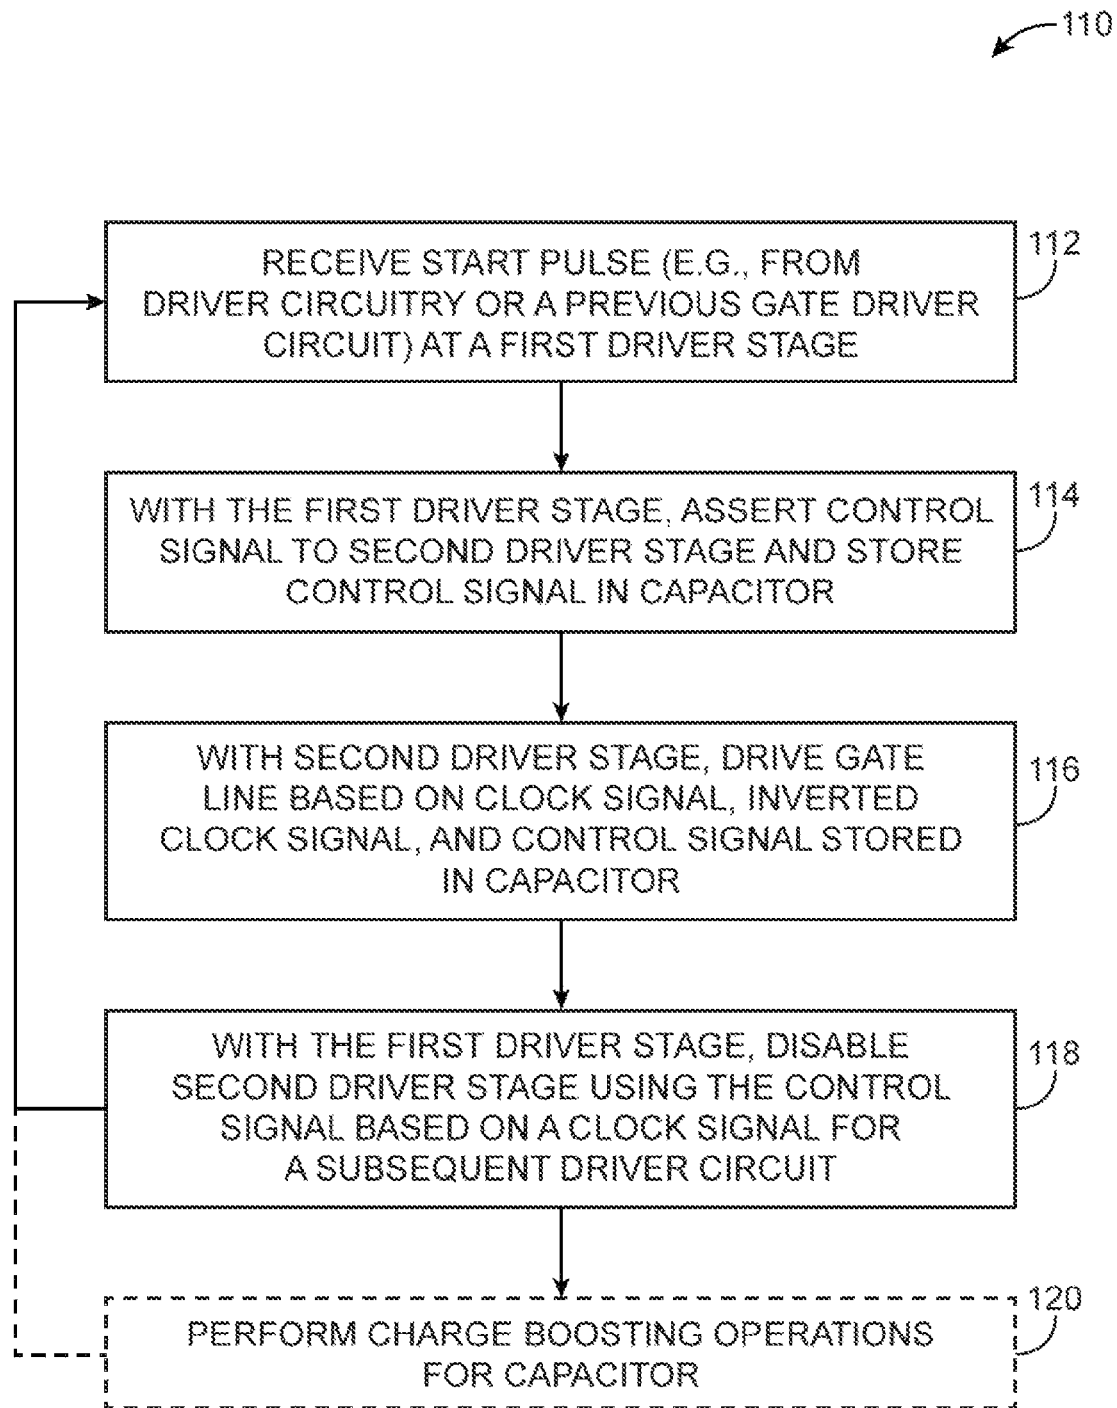 110
RECEIVE START PULSE (E.G., FROM
DRIVER CIRCUITRY OR A PREVIOUS GATE DRIVER
CIRCUIT) AT A FIRST DRIVER STAGE
112
WITH THE FIRST DRIVER STAGE, ASSERT CONTROL
SIGNAL TO SECOND DRIVER STAGE AND STORE
CONTROL SIGNAL IN CAPACITOR
114
WITH SECOND DRIVER STAGE, DRIVE GATE
LINE BASED ON CLOCK SIGNAL, INVERTED
CLOCK SIGNAL, AND CONTROL SIGNAL STORED
IN CAPACITOR
116
WITH THE FIRST DRIVER STAGE, DISABLE
SECOND DRIVER STAGE USING THE CONTROL
SIGNAL BASED ON A CLOCK SIGNAL FOR
A SUBSEQUENT DRIVER CIRCUIT
118
PERFORM CHARGE BOOSTING OPERATIONS
FOR CAPACITOR
120